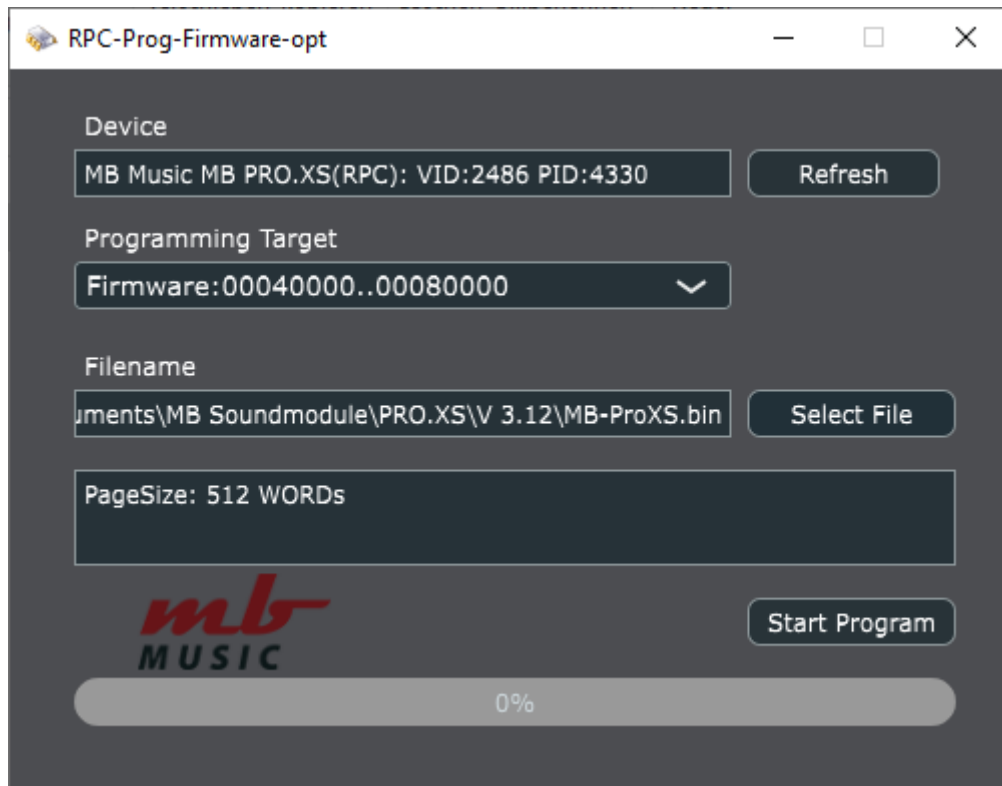 RPC-Prog-Firmware-opt
Device
MB Music MB PRO.XS(RPC): VID:2486 PID:4330
Refresh
Programming Target
Firmware:00040000..00080000
Filename
uments\MB Soundmodule\PRO.XS\V 3.12\MB-ProXS.bin
Select File
PageSize: 512 WORDs
mb
MUSIC
Start Program
0%